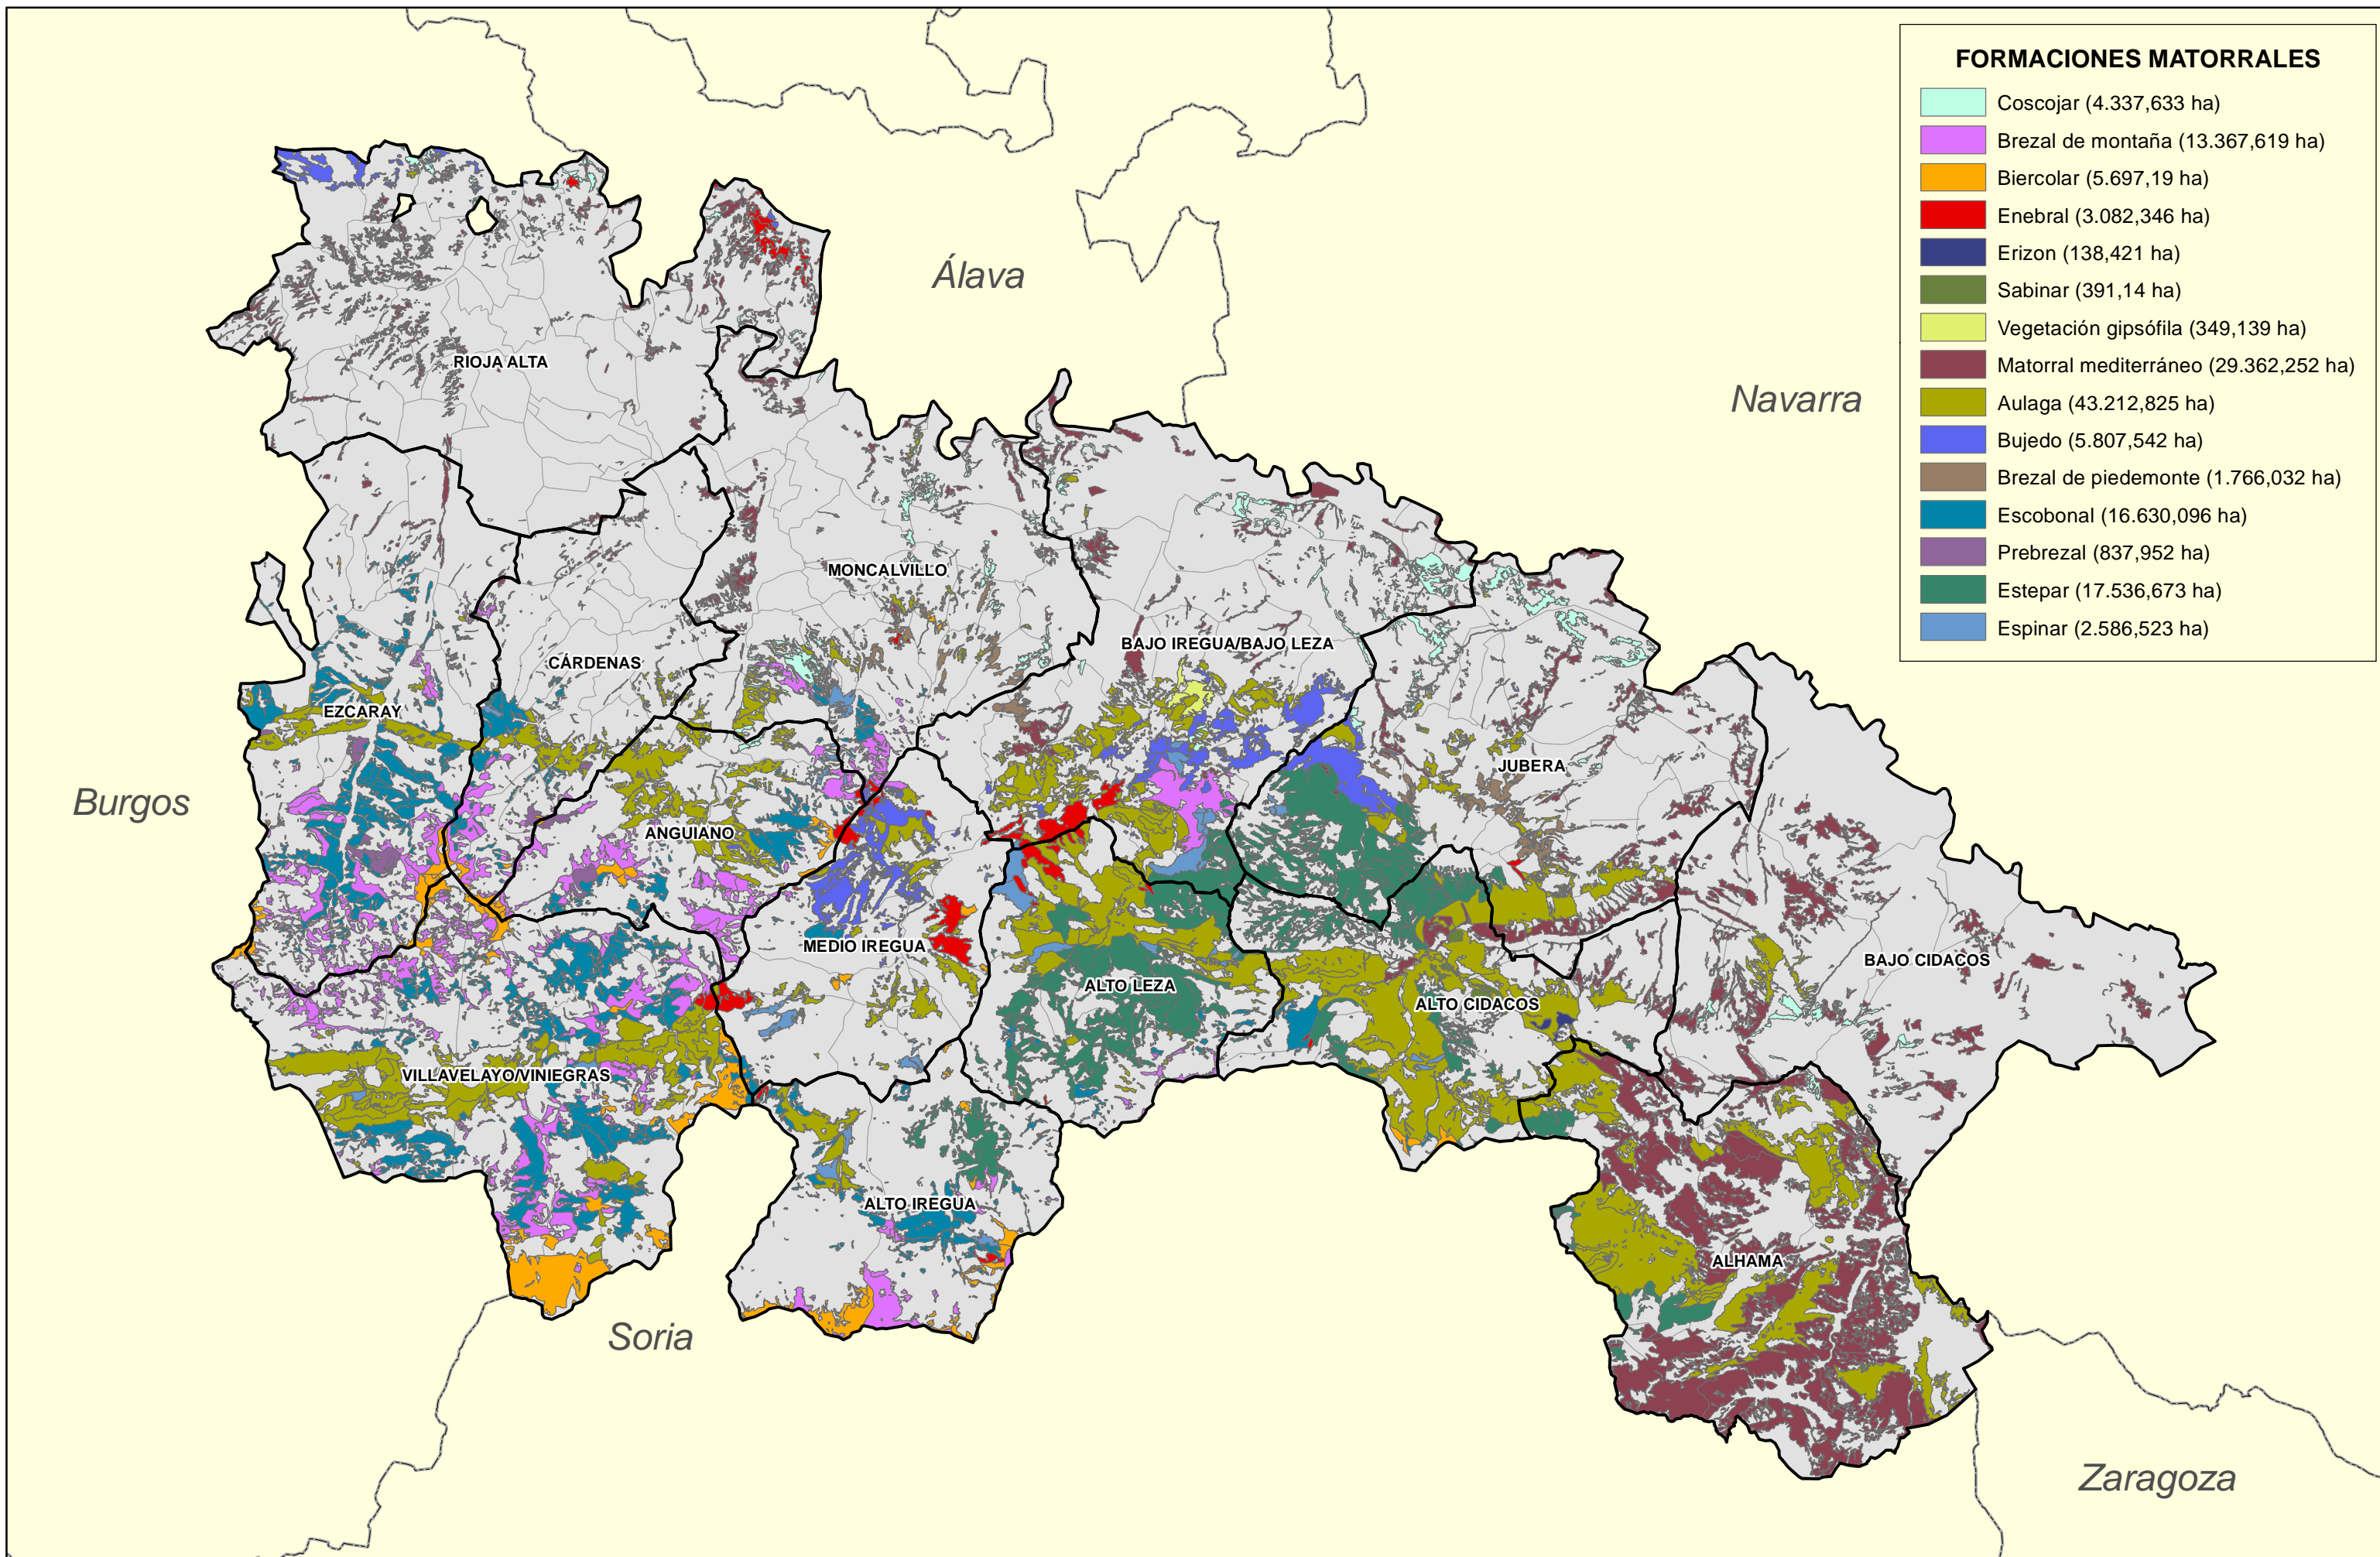 FORMACIONES MATORRALES
Coscojar (4.337,633 ha)
Brezal de montaña (13.367,619 ha)
Biercolar (5.697,19 ha)
Enebral (3.082,346 ha)
Erizon (138,421 ha)
Sabinar (391,14 ha)
Vegetación gipsófila (349,139 ha)
Matorral mediterráneo (29.362,252 ha)
Aulaga (43.212,825 ha)
Bujedo (5.807,542 ha)
Brezal de piedemonte (1.766,032 ha)
Escobonal (16.630,096 ha)
Prebrezal (837,952 ha)
Estepar (17.536,673 ha)
Espinar (2.586,523 ha)
Álava
RIOJA ALTA
Navarra
MONCALVILLO
BAJO IREGUA/BAJO LEZA
CÁRDENAS
EZCARAY
JUBERA
Burgos
ANGUIANO
MEDIO IREGUA
BAJO CIDACOS
ALTO LEZA
ALTO CIDACOS
VILLAVELAYO/VINIEGRAS
ALTO IREGUA
ALHAMA
Soria
Zaragoza